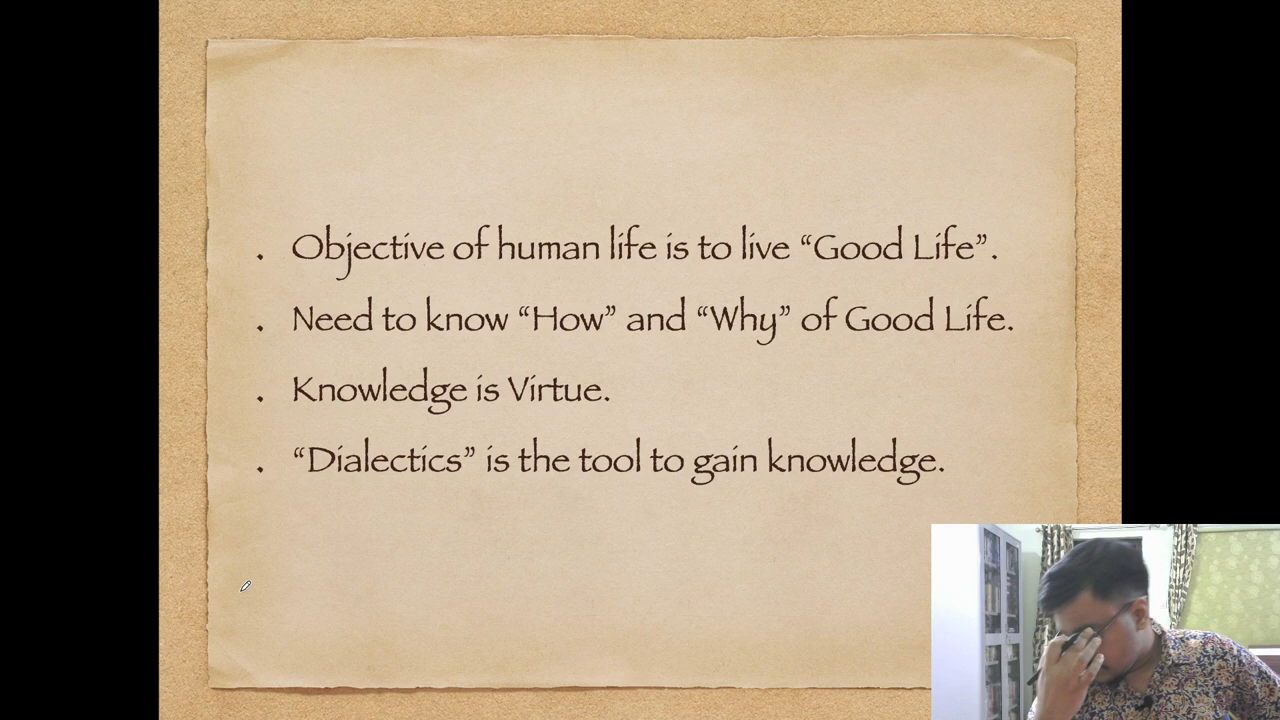 . Objective of human life is to live “Good Life”.
. Need to know “How” and “Why” of Good Life.
. Knowledge is Virtue.
. “Dialectics” is the tool to gain knowledge.